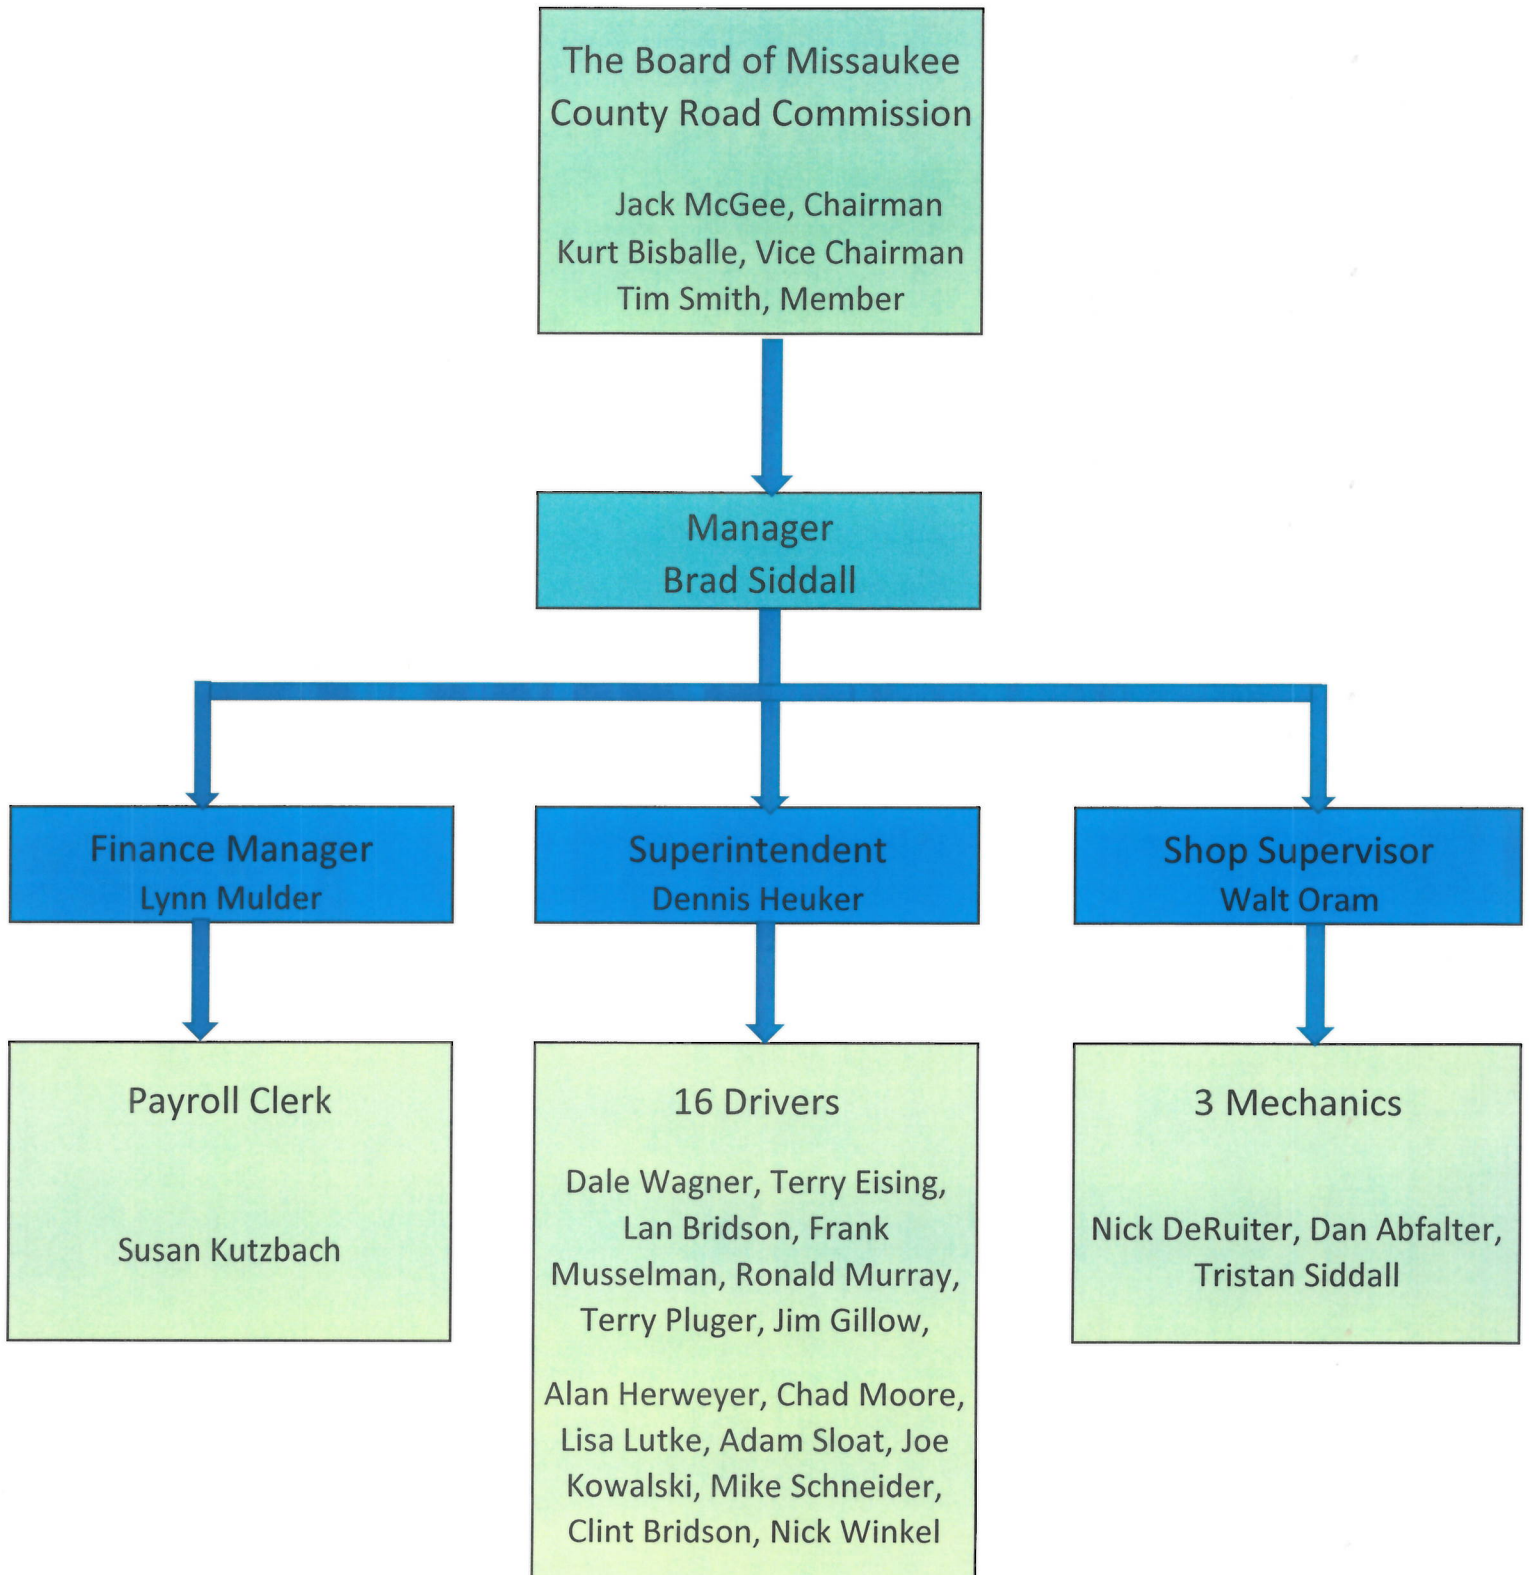 The Board of Missaukee
County Road Commission
Jack McGee, Chairman
Kurt Bisballe, Vice Chairman
Tim Smith, Member
Manager
Brad Siddall
Finance Manager
Lynn Mulder
Superintendent
Dennis Heuker
Shop Supervisor
Walt Oram
Payroll Clerk
Susan Kutzbach
16 Drivers
Dale Wagner, Terry Eising,
Lan Bridson, Frank
Musselman, Ronald Murray,
Terry Pluger, Jim Gillow,
Alan Herweyer, Chad Moore,
Lisa Lutke, Adam Sloat, Joe
Kowalski, Mike Schneider,
Clint Bridson, Nick Winkel
3 Mechanics
Nick DeRuiter, Dan Abfalter,
Tristan Siddall